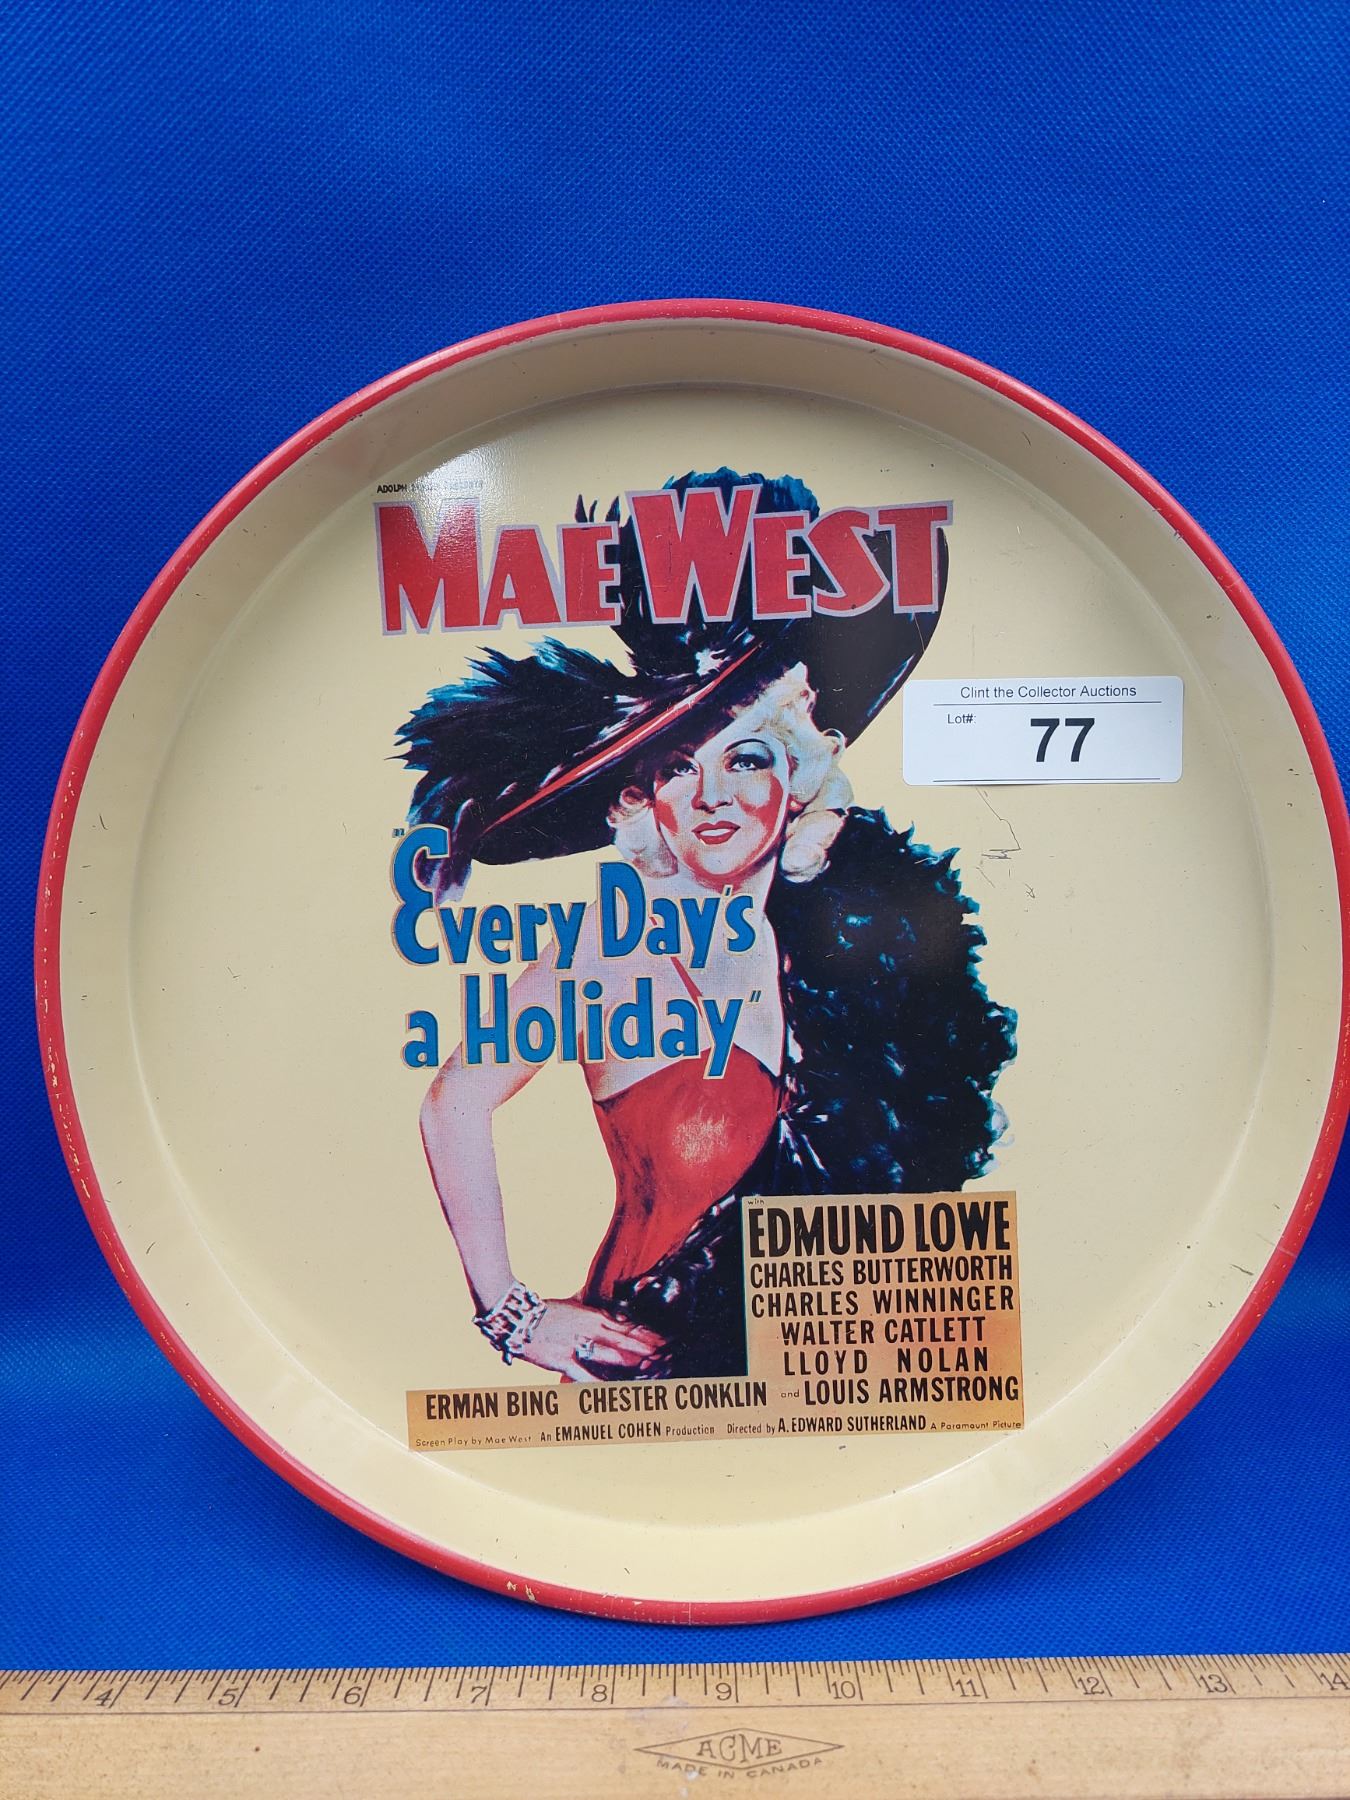 ADOLPH
MAE WEST
Clint the Collector Auctions
Lot#: 77
"Every Day's
a Holiday"
with
EDMUND LOWE
CHARLES BUTTERWORTH
CHARLES WINNINGER
WALTER CATLETT
LLOYD NOLAN
ERMAN BING CHESTER CONKLIN and LOUIS ARMSTRONG
Screen Play by Mae West An EMANUEL COHEN Production Directed by A. EDWARD SUTHERLAND A Paramount Picture
4 5 6 7 8 9 10 11 12 13 14
ACME
MADE IN CANADA